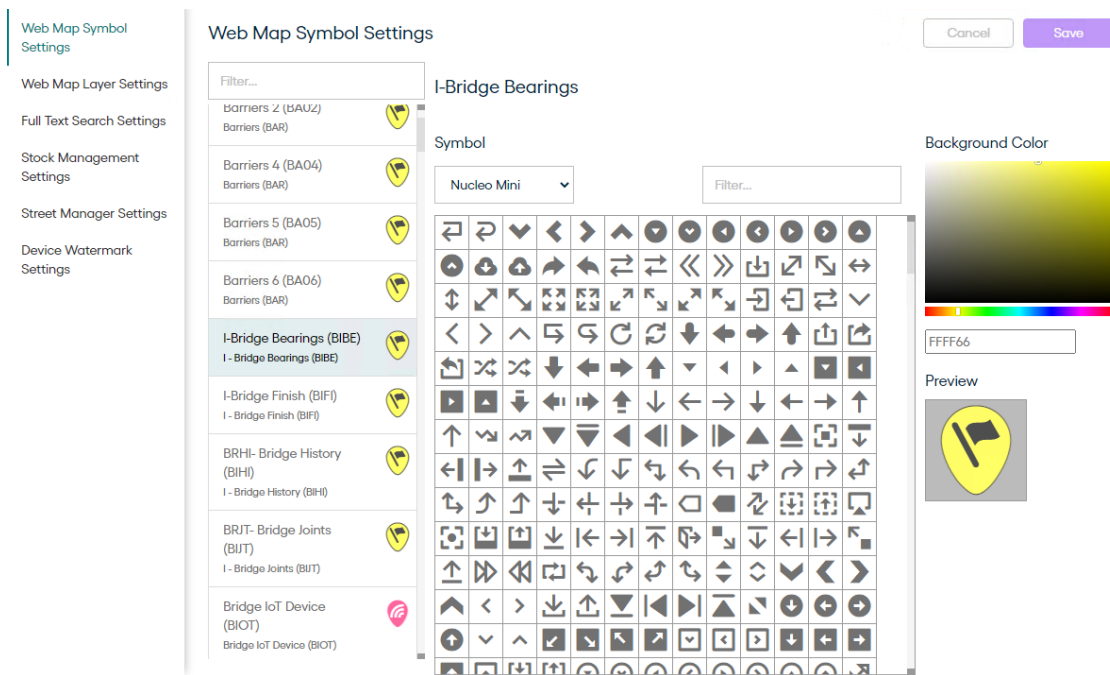 Web Map Symbol
Settings
Web Map Layer Settings
Full Text Search Settings
Stock Management
Settings
Street Manager Settings
Device Watermark
Settings
Web Map Symbol Settings
Cancel
Save
Filter...
Barriers 2 (BA02)
Barriers (BAR)
Barriers 4 (BA04)
Barriers (BAR)
Barriers 5 (BA05)
Barriers (BAR)
Barriers 6 (BA06)
Barriers (BAR)
I-Bridge Bearings (BIBE)
I - Bridge Bearings (BIBE)
I-Bridge Finish (BIFI)
I - Bridge Finish (BIFI)
BRHI- Bridge History
(BIHI)
I - Bridge History (BIHI)
BRJT- Bridge Joints
(BIJT)
I - Bridge Joints (BIJT)
Bridge IoT Device
(BIOT)
Bridge IoT Device (BIOT)
I-Bridge Bearings
Symbol
Nucleo Mini
Filter...
Background Color
FFFF66
Preview